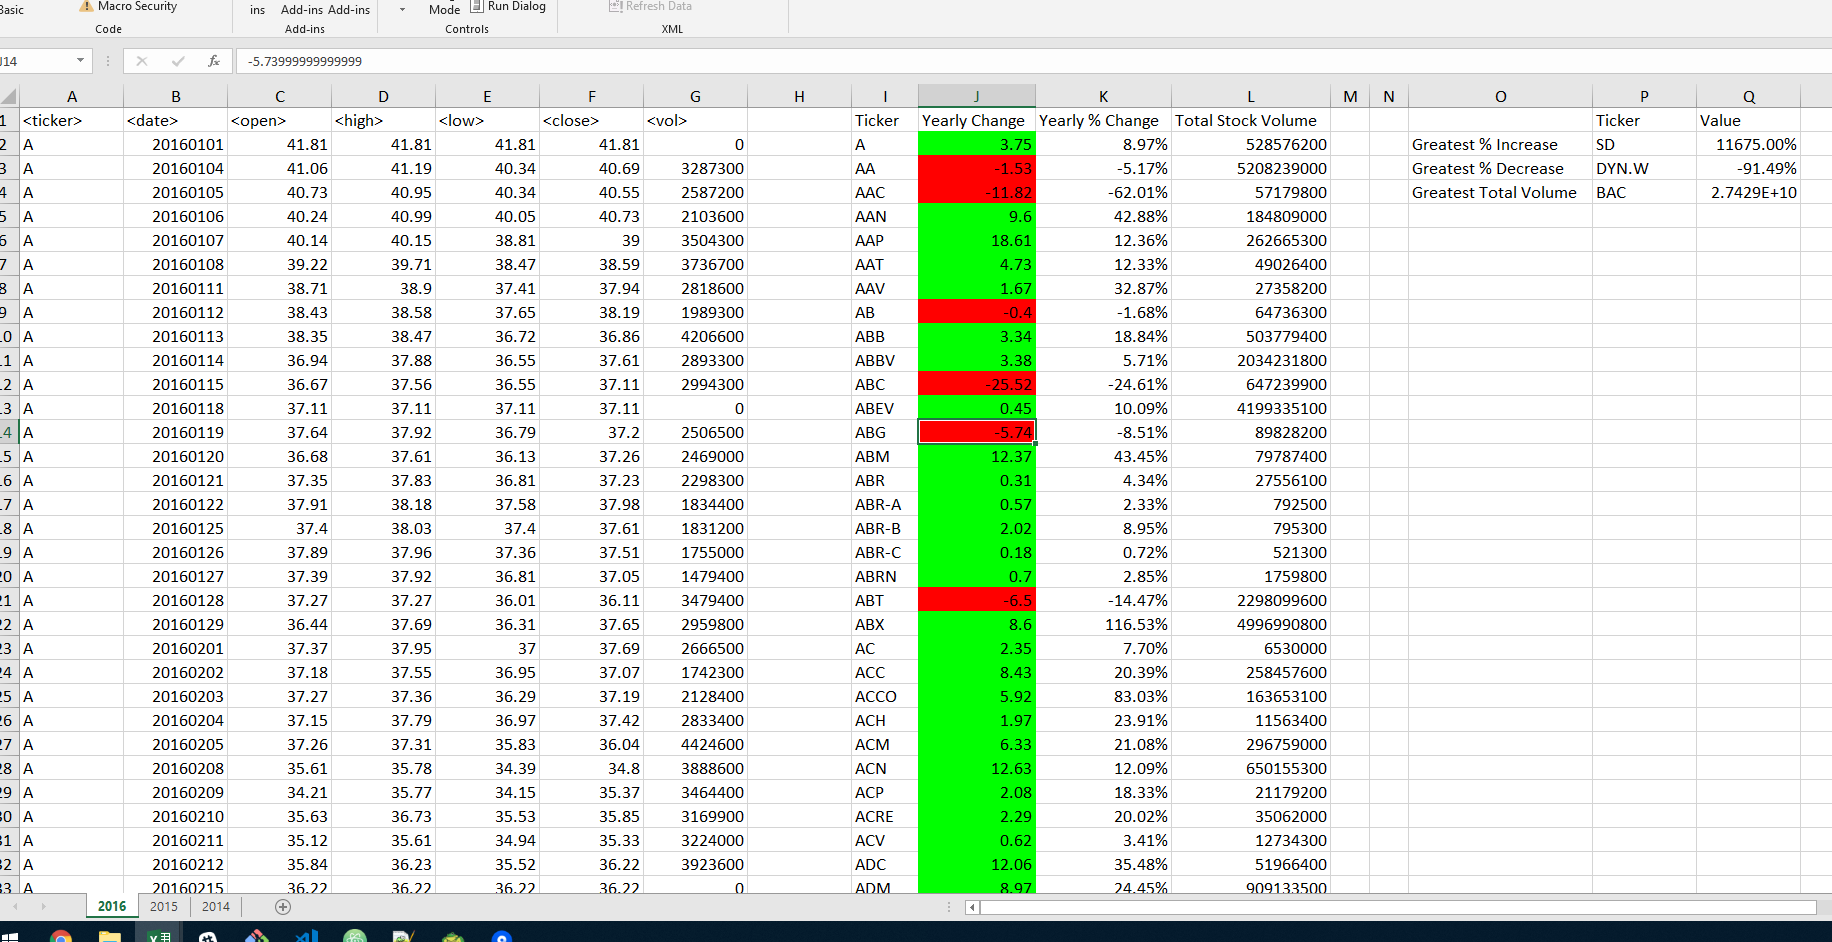 Basic Macro Security ins Add-ins Add-ins Mode Run Dialog Refresh Data
Code Add-ins Controls XML
J14 fx -5.73999999999999
A B C D E F G H I J K L M N O P Q
1 <ticker> <date> <open> <high> <low> <close> <vol> Ticker Yearly Change Yearly % Change Total Stock Volume Ticker Value
2 A 20160101 41.81 41.81 41.81 41.81 0 A 3.75 8.97% 528576200 Greatest % Increase SD 11675.00%
3 A 20160104 41.06 41.19 40.34 40.69 3287300 AA -1.53 -5.17% 5208239000 Greatest % Decrease DYN.W -91.49%
4 A 20160105 40.73 40.95 40.34 40.55 2587200 AAC -11.82 -62.01% 57179800 Greatest Total Volume BAC 2.7429E+10
5 A 20160106 40.24 40.99 40.05 40.73 2103600 AAN 9.6 42.88% 184809000
6 A 20160107 40.14 40.15 38.81 39 3504300 AAP 18.61 12.36% 262665300
7 A 20160108 39.22 39.71 38.47 38.59 3736700 AAT 4.73 12.33% 49026400
8 A 20160111 38.71 38.9 37.41 37.94 2818600 AAV 1.67 32.87% 27358200
9 A 20160112 38.43 38.58 37.65 38.19 1989300 AB -0.4 -1.68% 64736300
10 A 20160113 38.35 38.47 36.72 36.86 4206600 ABB 3.34 18.84% 503779400
11 A 20160114 36.94 37.88 36.55 37.61 2893300 ABBV 3.38 5.71% 2034231800
12 A 20160115 36.67 37.56 36.55 37.11 2994300 ABC -25.52 -24.61% 647239900
13 A 20160118 37.11 37.11 37.11 37.11 0 ABEV 0.45 10.09% 4199335100
14 A 20160119 37.64 37.92 36.79 37.2 2506500 ABG -5.74 -8.51% 89828200
15 A 20160120 36.68 37.61 36.13 37.26 2469000 ABM 12.37 43.45% 79787400
16 A 20160121 37.35 37.83 36.81 37.23 2298300 ABR 0.31 4.34% 27556100
17 A 20160122 37.91 38.18 37.58 37.98 1834400 ABR-A 0.57 2.33% 792500
18 A 20160125 37.4 38.03 37.4 37.61 1831200 ABR-B 2.02 8.95% 795300
19 A 20160126 37.89 37.96 37.36 37.51 1755000 ABR-C 0.18 0.72% 521300
20 A 20160127 37.39 37.92 36.81 37.05 1479400 ABRN 0.7 2.85% 1759800
21 A 20160128 37.27 37.27 36.01 36.11 3479400 ABT -6.5 -14.47% 2298099600
22 A 20160129 36.44 37.69 36.31 37.65 2959800 ABX 8.6 116.53% 4996990800
23 A 20160201 37.37 37.95 37 37.69 2666500 AC 2.35 7.70% 6530000
24 A 20160202 37.18 37.55 36.95 37.07 1742300 ACC 8.43 20.39% 258457600
25 A 20160203 37.27 37.36 36.29 37.19 2128400 ACCO 5.92 83.03% 163653100
26 A 20160204 37.15 37.79 36.97 37.42 2833400 ACH 1.97 23.91% 11563400
27 A 20160205 37.26 37.31 35.83 36.04 4424600 ACM 6.33 21.08% 296759000
28 A 20160208 35.61 35.78 34.39 34.8 3888600 ACN 12.63 12.09% 650155300
29 A 20160209 34.21 35.77 34.15 35.37 3464400 ACP 2.08 18.33% 21179200
30 A 20160210 35.63 36.73 35.53 35.85 3169900 ACRE 2.29 20.02% 35062000
31 A 20160211 35.12 35.61 34.94 35.33 3224000 ACV 0.62 3.41% 12734300
32 A 20160212 35.84 36.23 35.52 36.22 3923600 ADC 12.06 35.48% 51966400
33 A 20160215 36.22 36.22 36.22 36.22 0 ADM 8.97 24.45% 909133500
2016 2015 2014